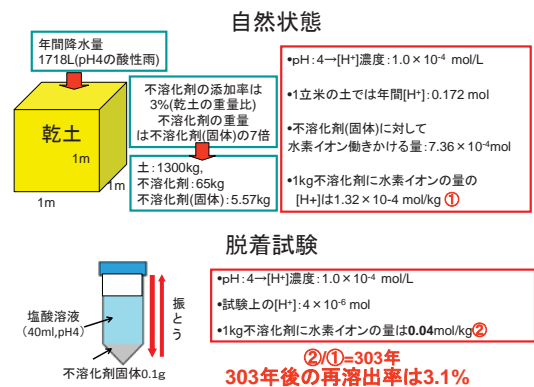 自然状態
年間降水量
1718L(pH4の酸性雨)
不溶化剤の添加率は
3%(乾土の重量比)
不溶化剤の重量
は不溶化剤(固体)の7倍
乾土
1m
1m
1m
土:1300kg,
不溶化剤:65kg
不溶化剤(固体):5.57kg
•pH:4→[H⁺]濃度:1.0×10⁻⁴ mol/L
•1立米の土では年間[H⁺]:0.172 mol
•不溶化剤(固体)に対して
水素イオン働きかける量:7.36×10⁻⁴mol
•1kg不溶化剤に水素イオンの量の
[H+]は1.32×10-4 mol/kg ①
脱着試験
塩酸溶液
(40ml,pH4)
振とう
不溶化剤固体0.1g
•pH:4→[H⁺]濃度:1.0×10⁻⁴ mol/L
•試験上の[H⁺]:4×10⁻⁶ mol
•1kg不溶化剤に水素イオンの量は0.04mol/kg②
②/①=303年
303年後の再溶出率は3.1%